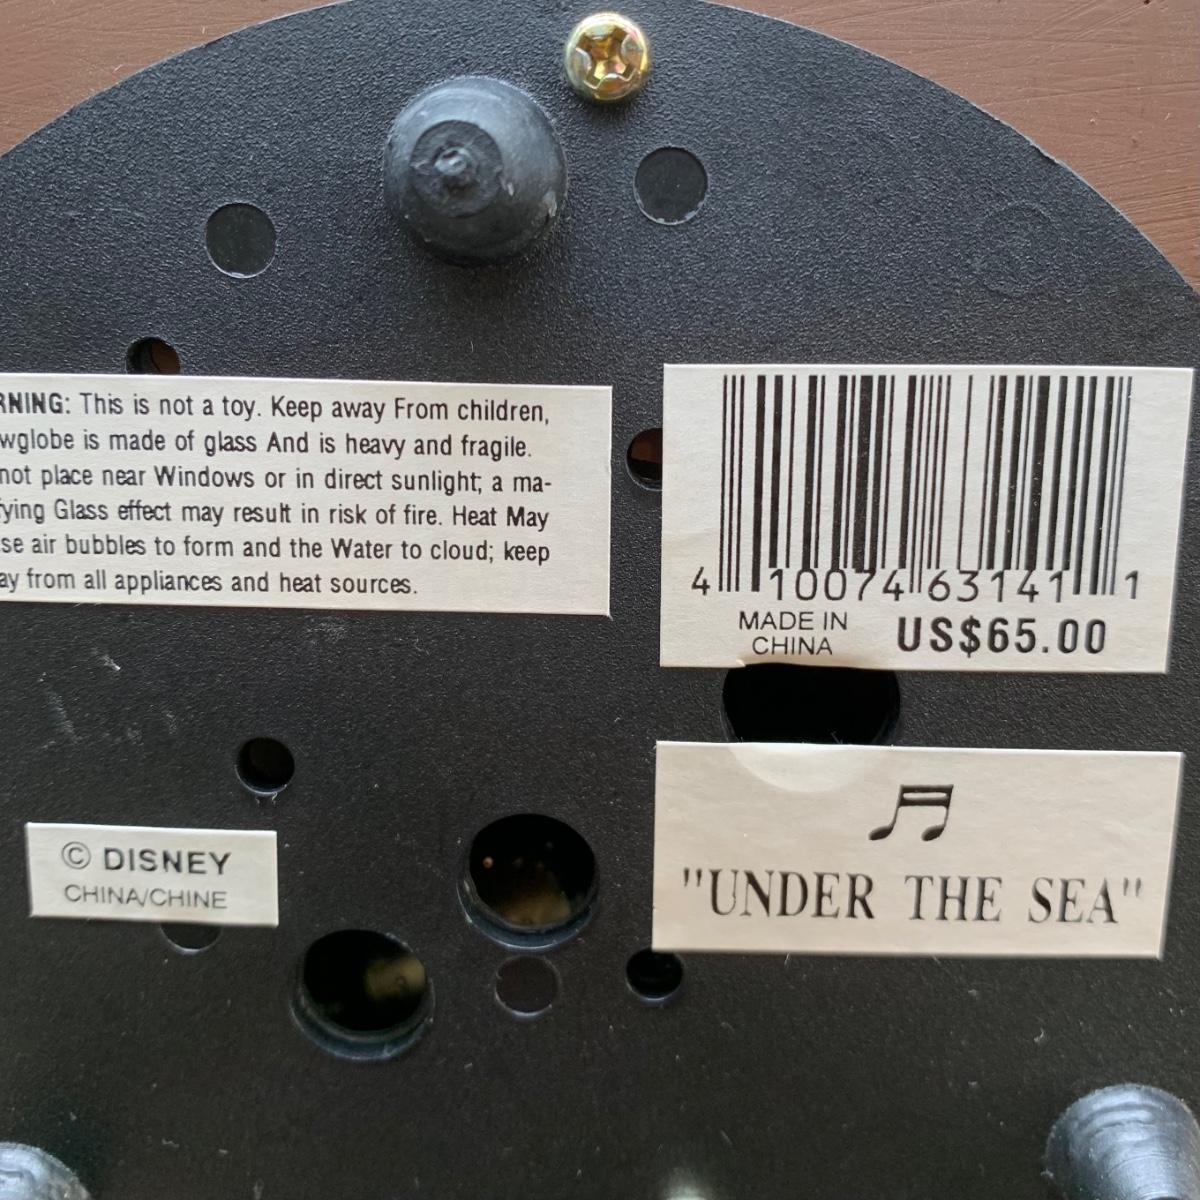 RNING: This is not a toy. Keep away From children,
wglobe is made of glass And is heavy and fragile.
not place near Windows or in direct sunlight; a ma-
fying Glass effect may result in risk of fire. Heat May
se air bubbles to form and the Water to cloud; keep
ay from all appliances and heat sources.
4 10074 63141 1
MADE IN
CHINA
US$65.00
© DISNEY
CHINA/CHINE
"UNDER THE SEA"